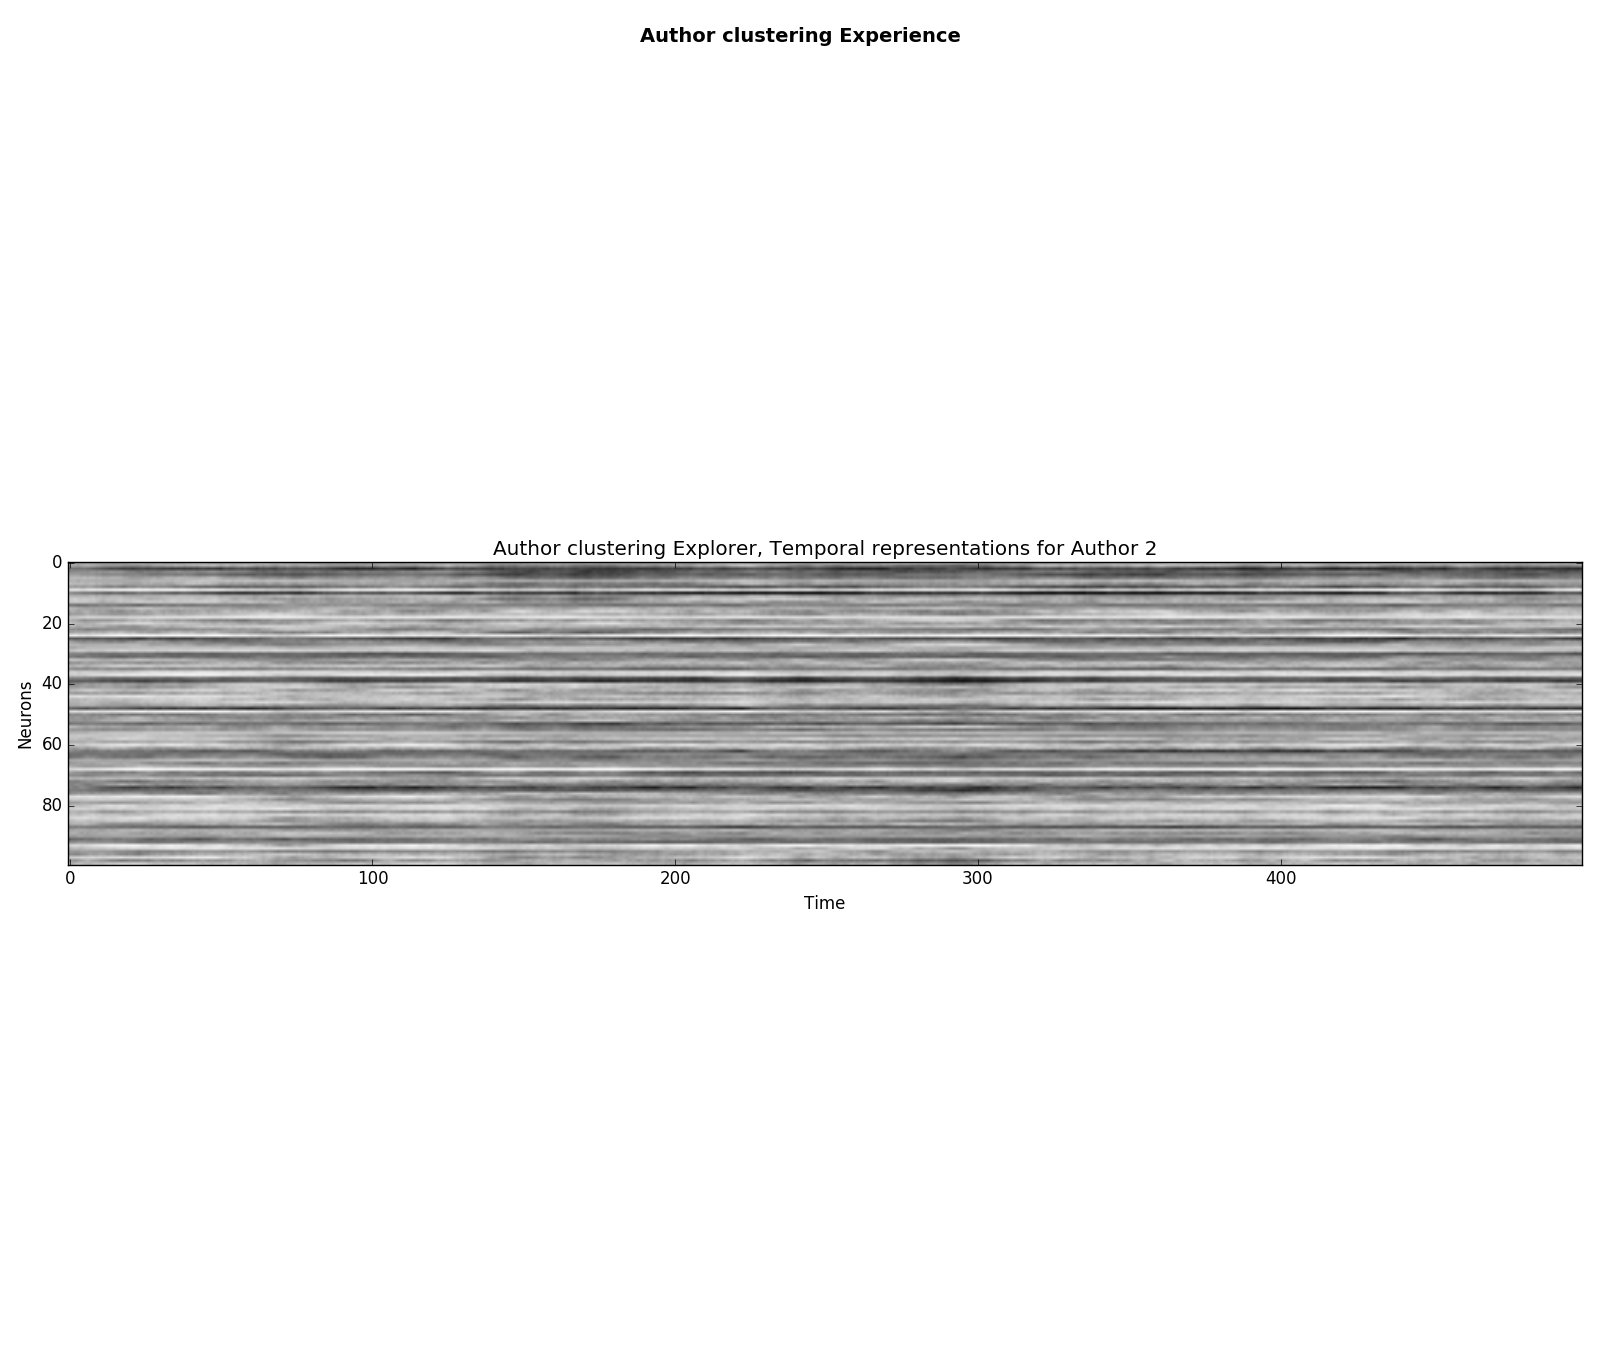 Author clustering Experience
Author clustering Explorer, Temporal representations for Author 2
0
20
40
60
80
Neurons
0 100 200 300 400
Time